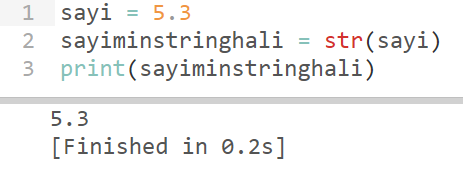 1 sayi = 5.3
2 sayiminstringhali = str(sayi)
3 print(sayiminstringhali)
5.3
[Finished in 0.2s]